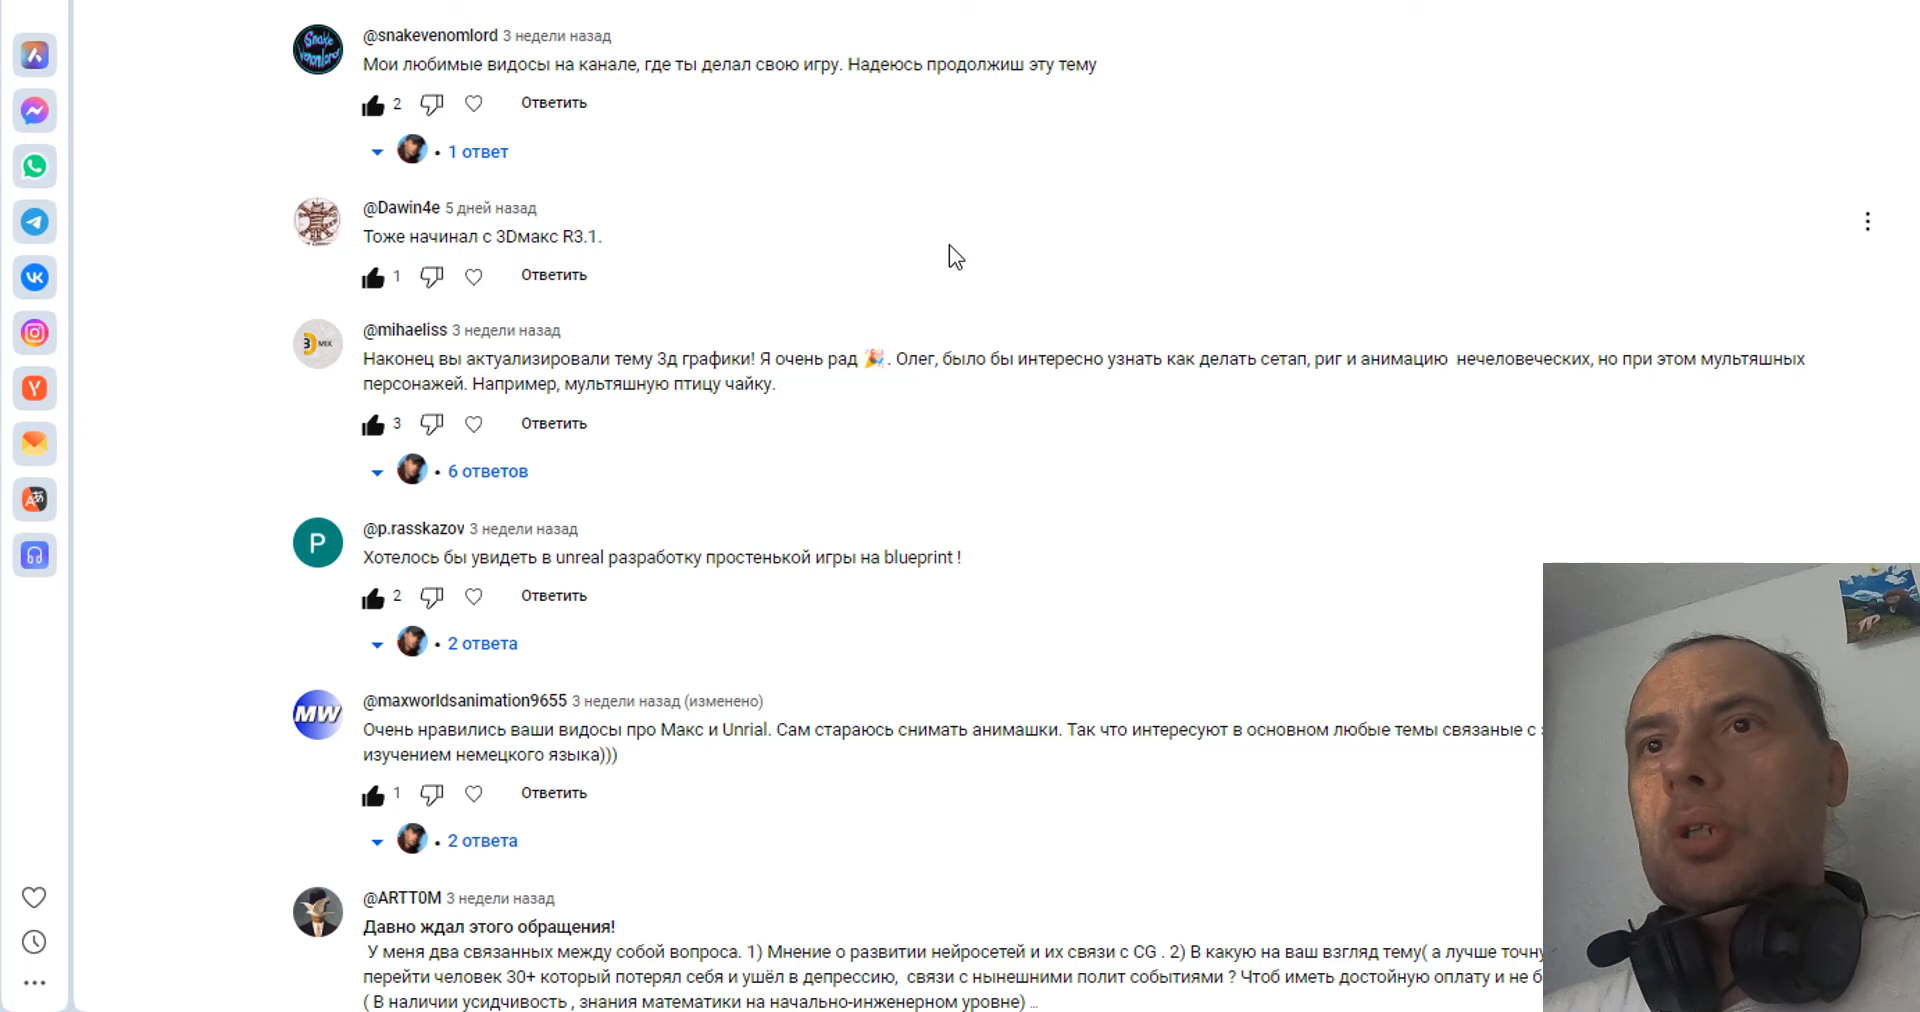 @snakevenomlord 3 недели назад
Мои любимые видосы на канале, где ты делал свою игру. Надеюсь продолжиш эту тему
2 Ответить
• 1 ответ
@Dawin4e 5 дней назад
Тоже начинал с 3Dмакс R3.1.
1 Ответить
@mihaeliss 3 недели назад
Наконец вы актуализировали тему 3д графики! Я очень рад 🎉. Олег, было бы интересно узнать как делать сетап, риг и анимацию нечеловеческих, но при этом мультяшных
персонажей. Например, мультяшную птицу чайку.
3 Ответить
• 6 ответов
P
@p.rasskazov 3 недели назад
Хотелось бы увидеть в unreal разработку простенькой игры на blueprint !
2 Ответить
• 2 ответа
MW
@maxworldsanimation9655 3 недели назад (изменено)
Очень нравились ваши видосы про Макс и Unrial. Сам стараюсь снимать анимашки. Так что интересуют в основном любые темы связаные с
изучением немецкого языка)))
1 Ответить
• 2 ответа
@ARTT0M 3 недели назад
Давно ждал этого обращения!
У меня два связанных между собой вопроса. 1) Мнение о развитии нейросетей и их связи с CG . 2) В какую на ваш взгляд тему( а лучше точну
перейти человек 30+ который потерял себя и ушёл в депрессию, связи с нынешними полит событиями ? Чтоб иметь достойную оплату и не б
( В наличии усидчивость , знания математики на начально-инженерном уровне) ...